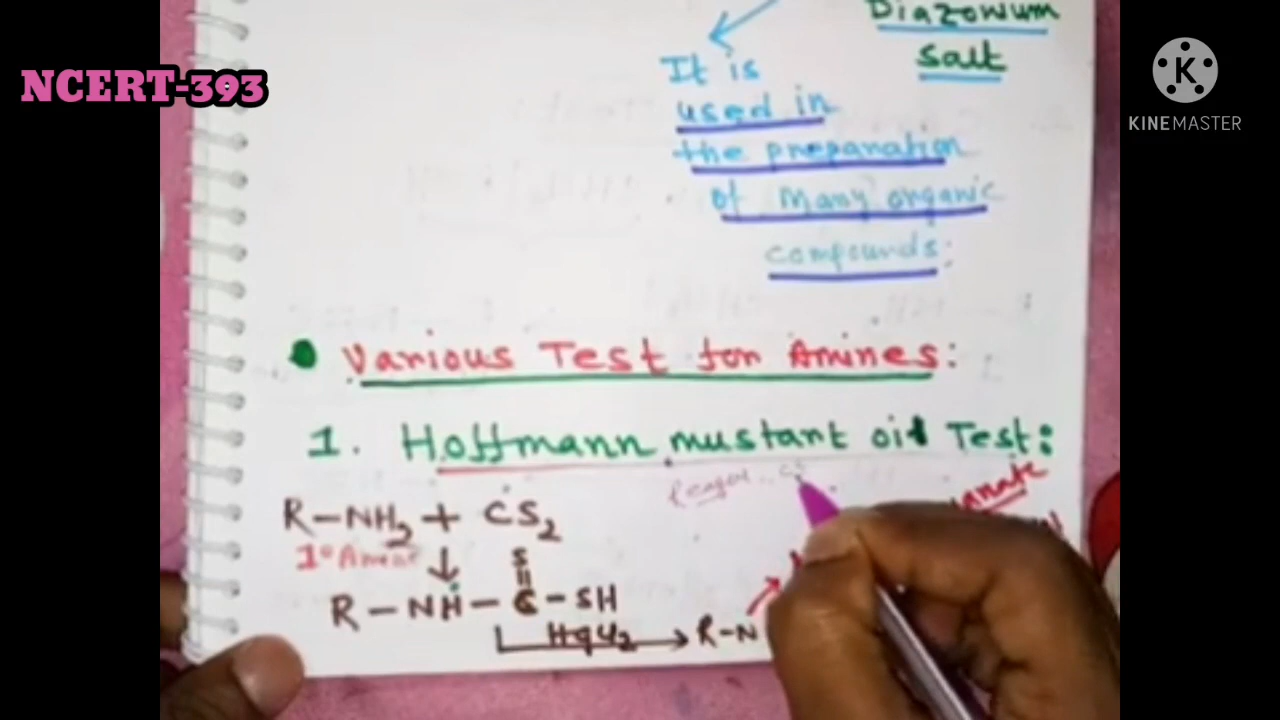 NCERT-393
KINEMASTER
Diazonium
salt
It is
used in
the preparation
of many organic
compounds:
Various Test for Amines:
1. Hoffmann mustant oil Test:
R-NH2 + CS2
1° Amine
S
R-NH-C-SH
R-N